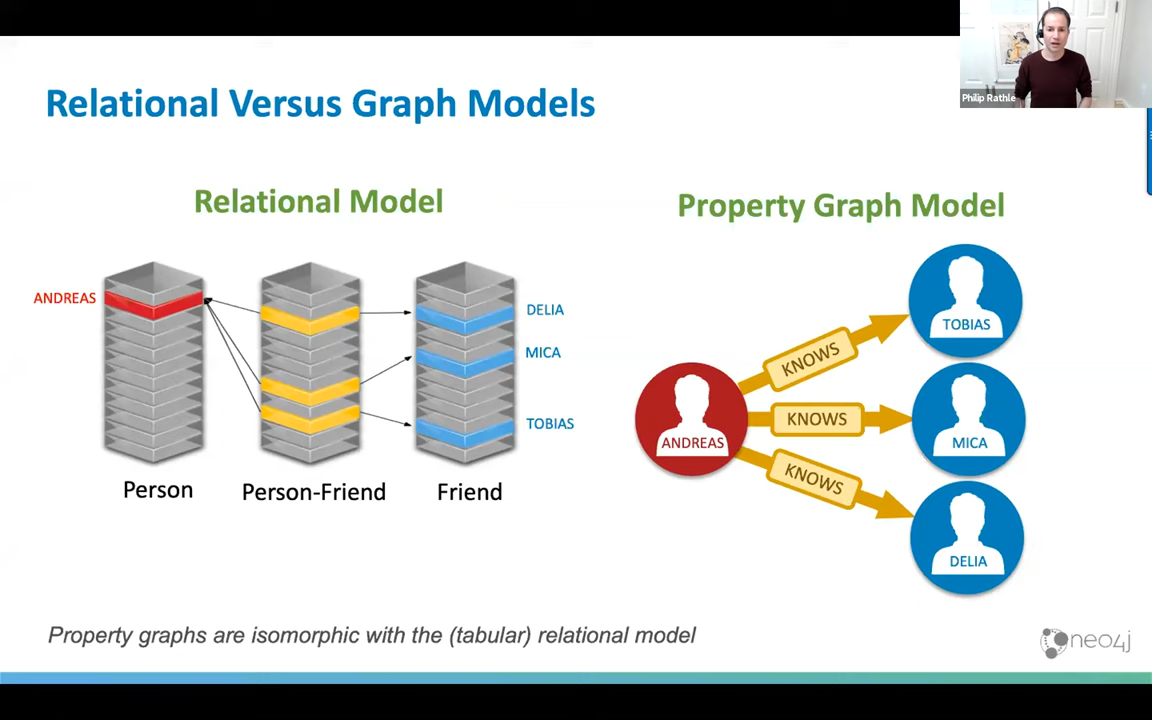 Philip Rathle
Relational Versus Graph Models
Relational Model
ANDREAS
DELIA
MICA
TOBIAS
Person
Person-Friend
Friend
Property Graph Model
ANDREAS
KNOWS
KNOWS
KNOWS
TOBIAS
MICA
DELIA
Property graphs are isomorphic with the (tabular) relational model
neo4j